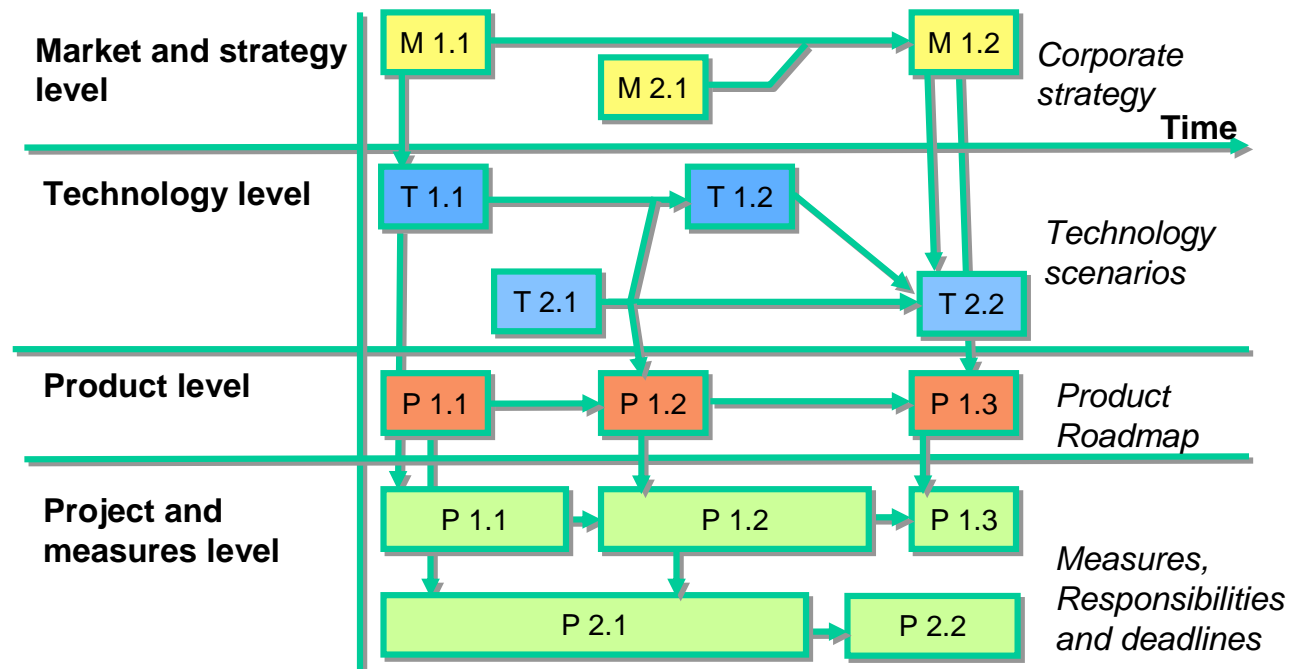 Market and strategy
level
M 1.1
M 1.2
M 2.1
Corporate
strategy
Time
Technology level
T 1.1
T 1.2
T 2.1
T 2.2
Technology
scenarios
Product level
P 1.1
P 1.2
P 1.3
Product
Roadmap
Project and
measures level
P 1.1
P 1.2
P 1.3
P 2.1
P 2.2
Measures,
Responsibilities
and deadlines